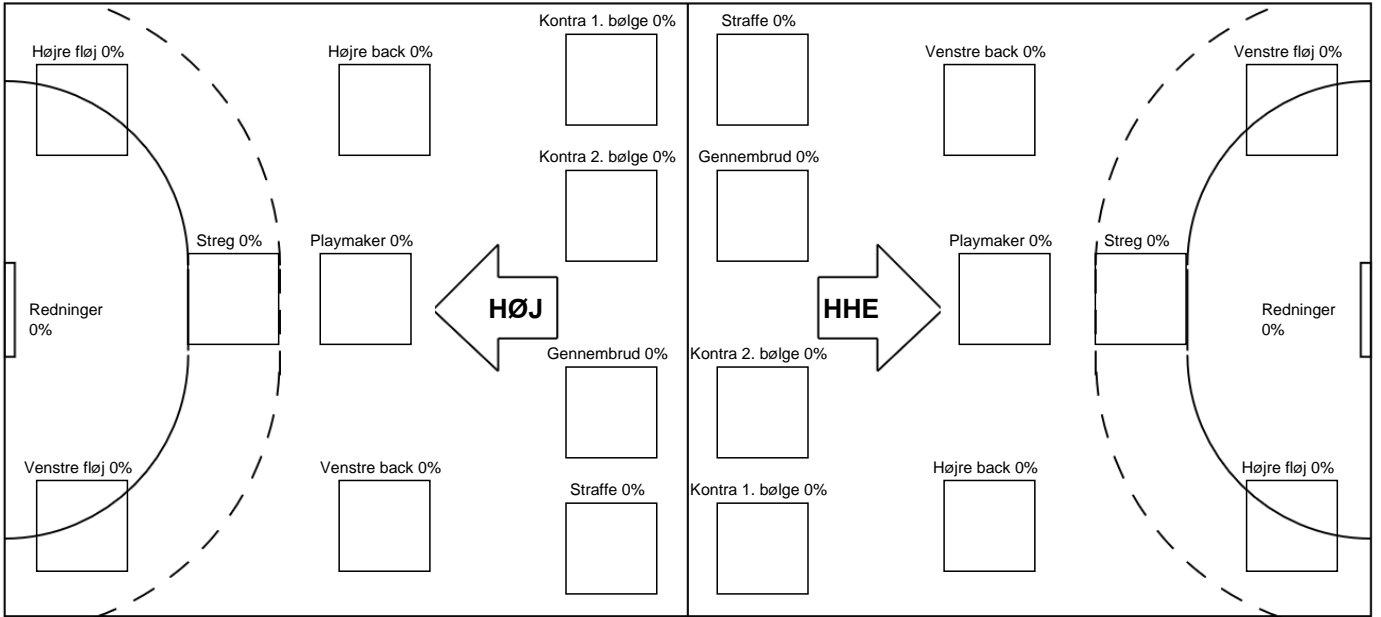 Kontra 1. bølge 0%
Straffe 0%
Højre fløj 0%
Højre back 0%
Venstre back 0%
Venstre fløj 0%
Kontra 2. bølge 0%
Gennembrud 0%
Streg 0%
Playmaker 0%
Playmaker 0%
Streg 0%
Redninger
0%
HØJ
HHE
Redninger
0%
Gennembrud 0%
Kontra 2. bølge 0%
Venstre fløj 0%
Venstre back 0%
Straffe 0%
Kontra 1. bølge 0%
Højre back 0%
Højre fløj 0%